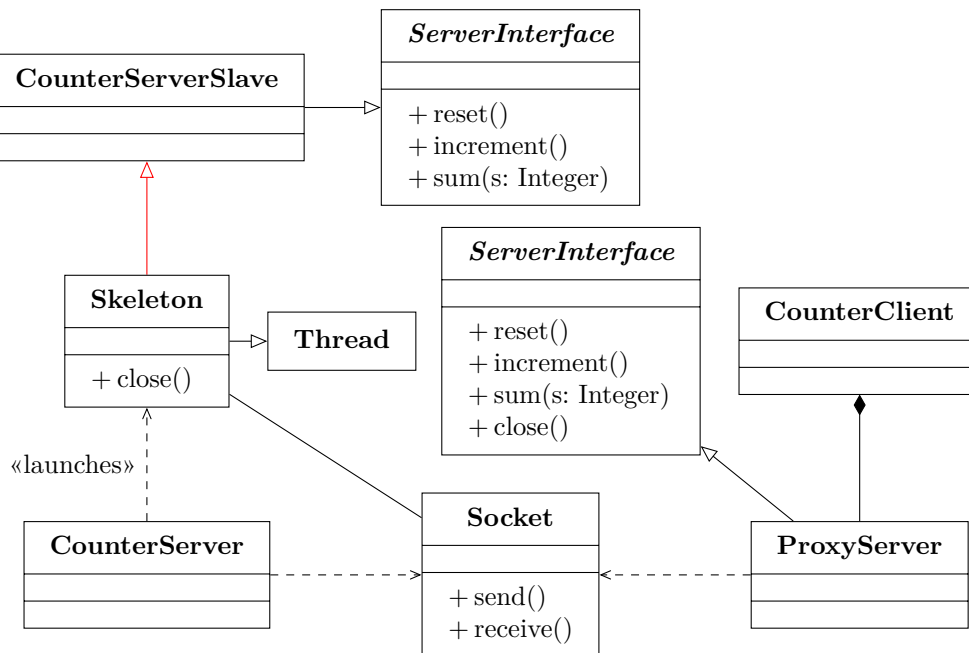 ServerInterface
+ reset()
+ increment()
+ sum(s: Integer)
CounterServerSlave
ServerInterface
+ reset()
+ increment()
+ sum(s: Integer)
+ close()
Skeleton
+ close()
Thread
CounterClient
«launches»
CounterServer
Socket
+ send()
+ receive()
ProxyServer